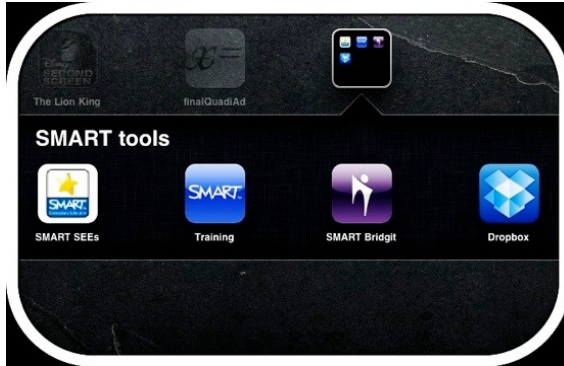 Disney
SECOND
SCREEN
x=
The Lion King
finalQuadiAd
SMART tools
SMART
SMART
SMART SEEs
Training
SMART Bridgit
Dropbox